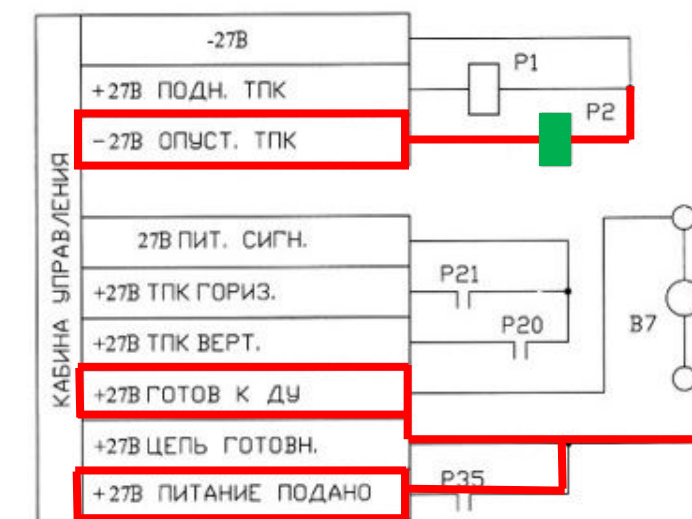 КАБИНА УПРАВЛЕНИЯ
-27В
+27В ПОДН. ТПК
-27В ОПУСТ. ТПК
27В ПИТ. СИГН.
+27В ТПК ГОРИЗ.
+27В ТПК ВЕРТ.
+27В ГОТОВ К ДУ
+27В ЦЕПЬ ГОТОВН.
+27В ПИТАНИЕ ПОДАНО
Р1
Р2
Р21
Р20
В7
Р35